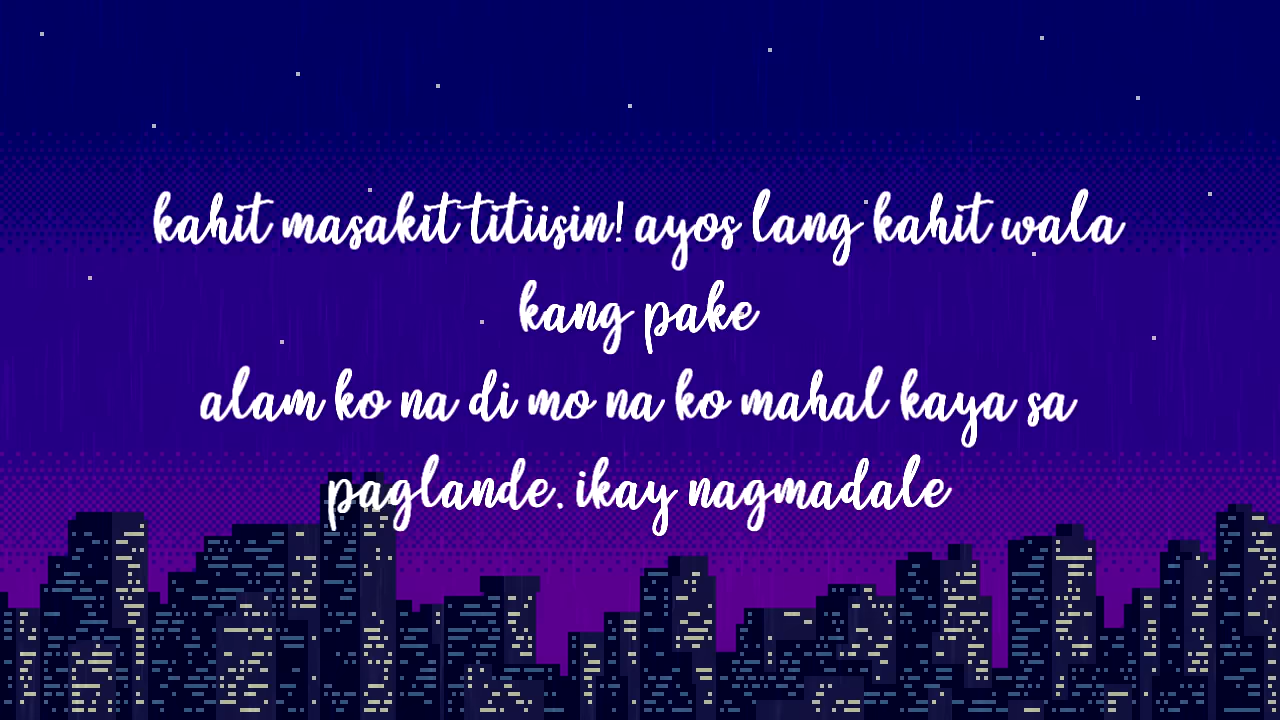 kahit masakit titiisin! ayos lang kahit wala
kang pake
alam ko na di mo na ko mahal kaya sa
paglande. ikay nagmadale